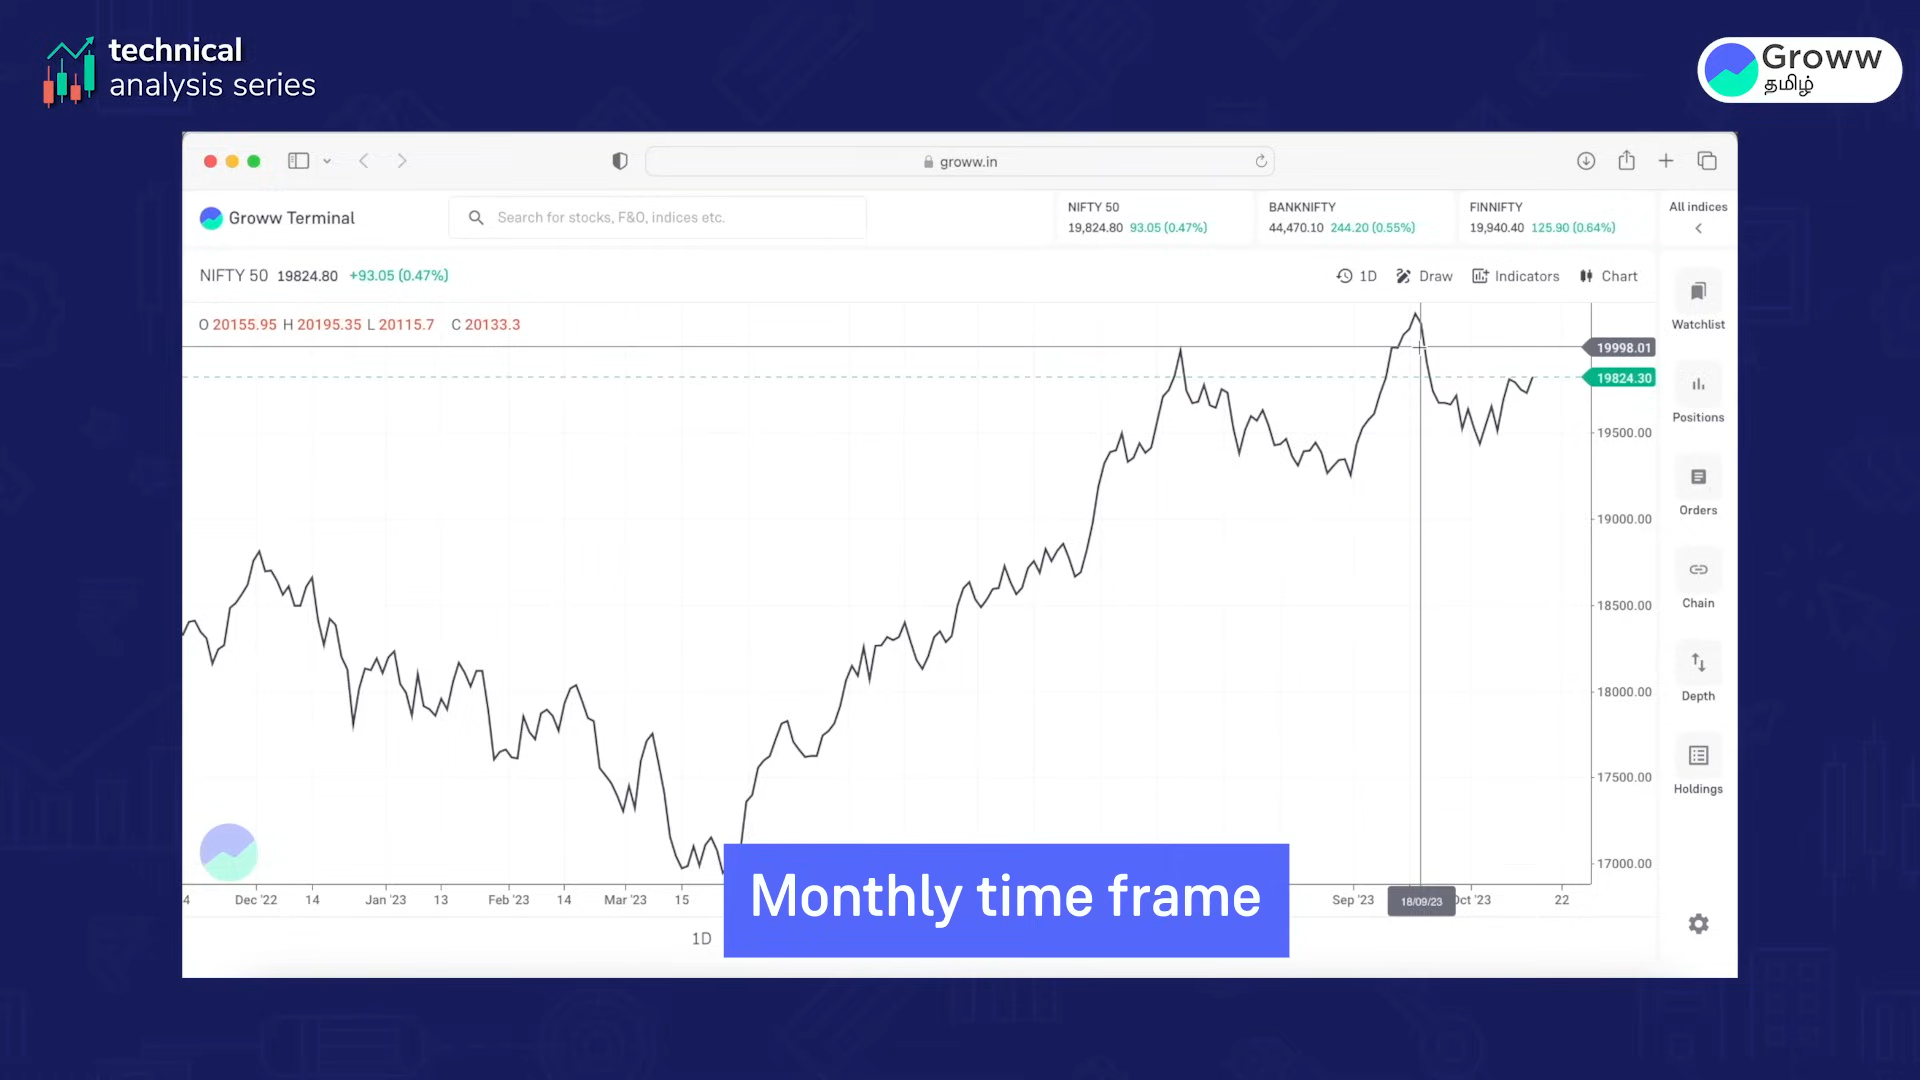 technical
analysis series
Groww
தமிழ்
groww.in
Groww Terminal
Search for stocks, F&O, indices etc.
NIFTY 50
19,824.80 93.05 (0.47%)
BANKNIFTY
44,470.10 244.20 (0.55%)
FINNIFTY
19,940.40 125.90 (0.64%)
All indices
NIFTY 50 19824.80 +93.05 (0.47%)
1D Draw Indicators Chart
O 20155.95 H 20195.35 L 20115.7 C 20133.3
Watchlist
19998.01
19824.30
Positions
19500.00
Orders
19000.00
Chain
18500.00
Depth
18000.00
17500.00
Holdings
17000.00
4 Dec '22 14 Jan '23 13 Feb '23 14 Mar '23 15 Sep '23 18/09/23 Oct '23 22
Monthly time frame
1D